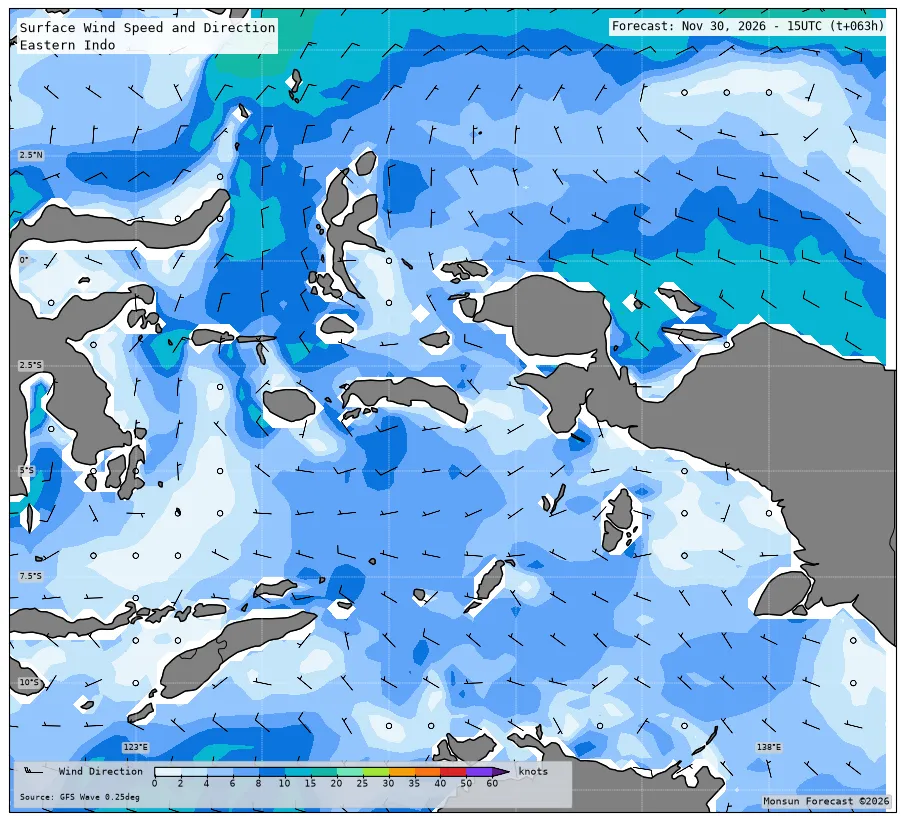 Surface Wind Speed and Direction
Eastern Indo
Forecast: Nov 30, 2026 - 15UTC (t+063h)
2.5°N
0°
2.5°S
5°S
7.5°S
10°S
123°E
138°E
Wind Direction
0 2 4 6 8 10 15 20 25 30 35 40 50 60
knots
Source: GFS Wave 0.25deg
Monsun Forecast ©2026